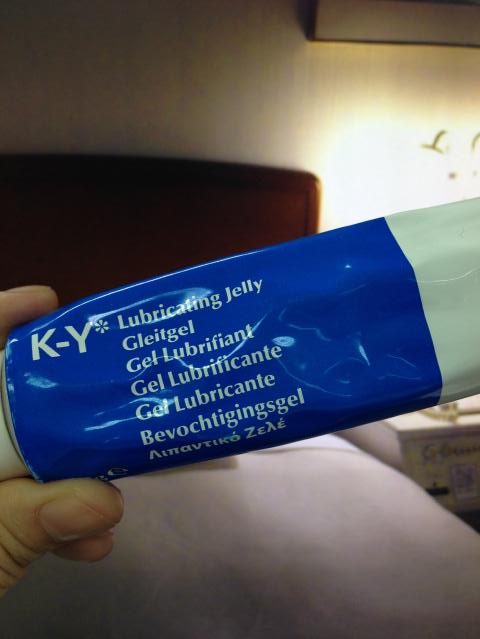 K-Y* Lubricating Jelly
Gleitgel
Gel Lubrifiant
Gel Lubrificante
Gel Lubricante
Bevochtigingsgel
Λιπαντικό Ζελέ